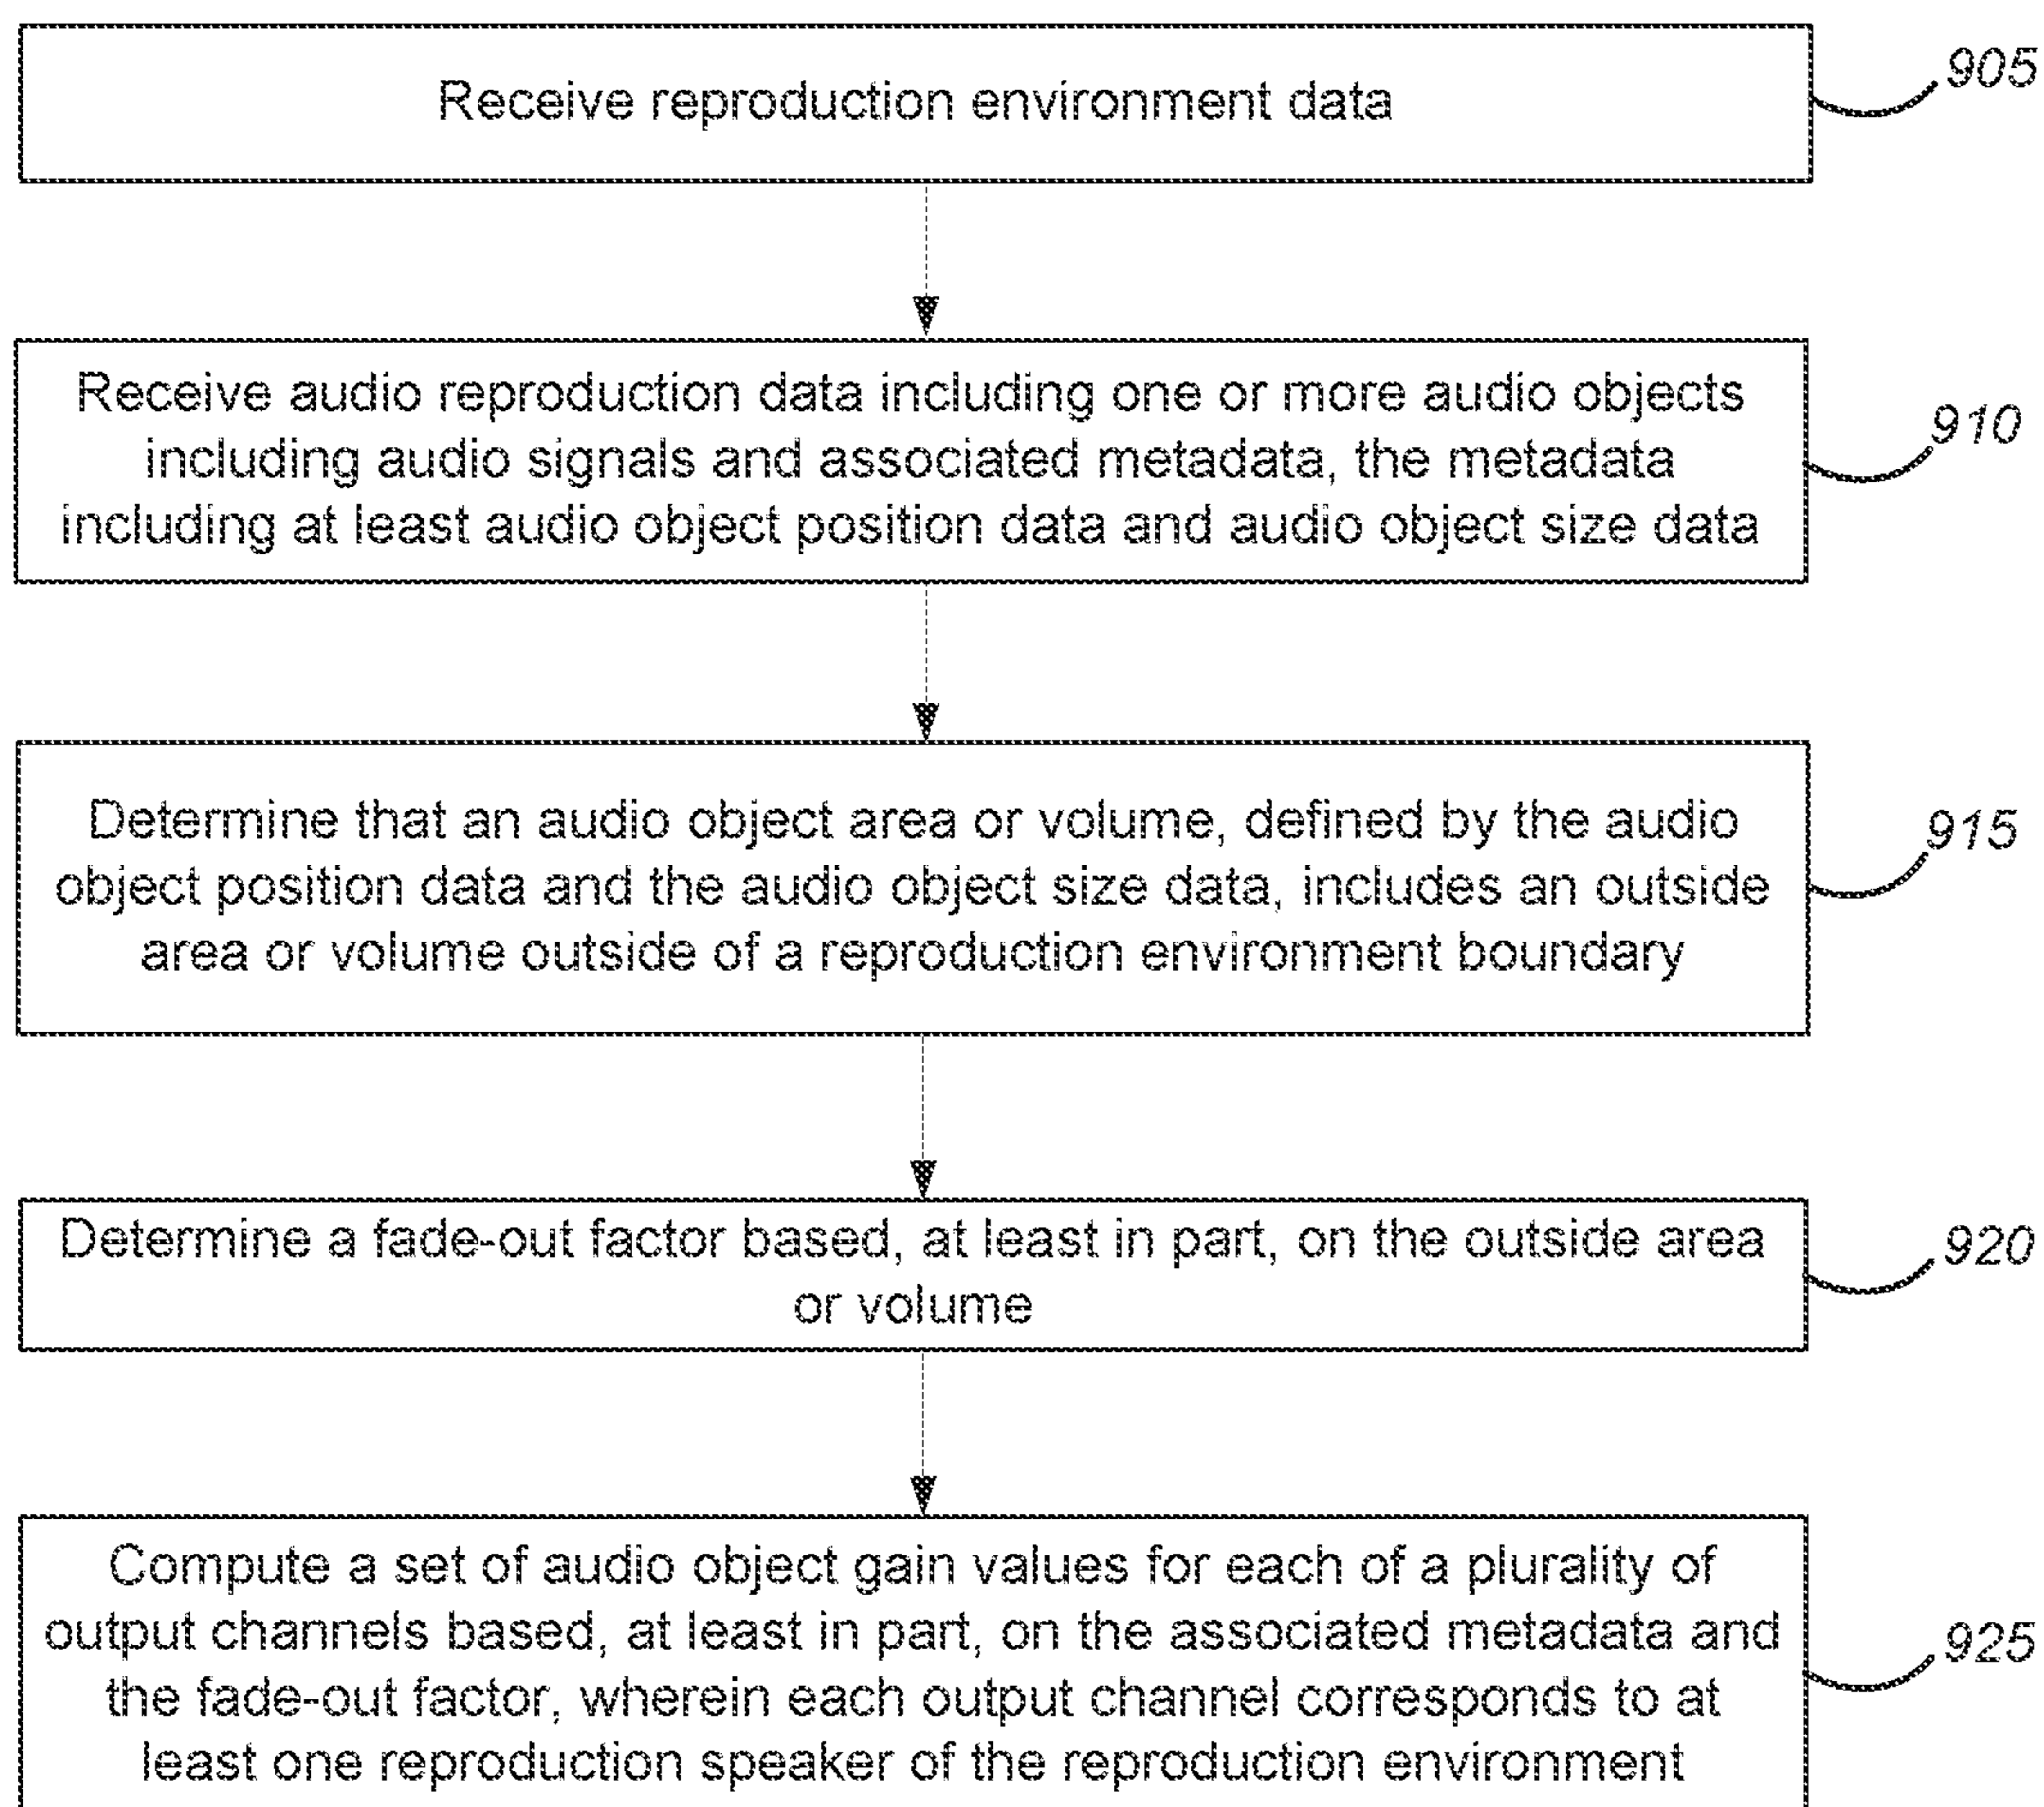 Receive reproduction environment data
905
Receive audio reproduction data including one or more audio objects
including audio signals and associated metadata, the metadata
including at least audio object position data and audio object size data
910
Determine that an audio object area or volume, defined by the audio
object position data and the audio object size data, includes an outside
area or volume outside of a reproduction environment boundary
915
Determine a fade-out factor based, at least in part, on the outside area
or volume
920
Compute a set of audio object gain values for each of a plurality of
output channels based, at least in part, on the associated metadata and
the fade-out factor, wherein each output channel corresponds to at
least one reproduction speaker of the reproduction environment
925